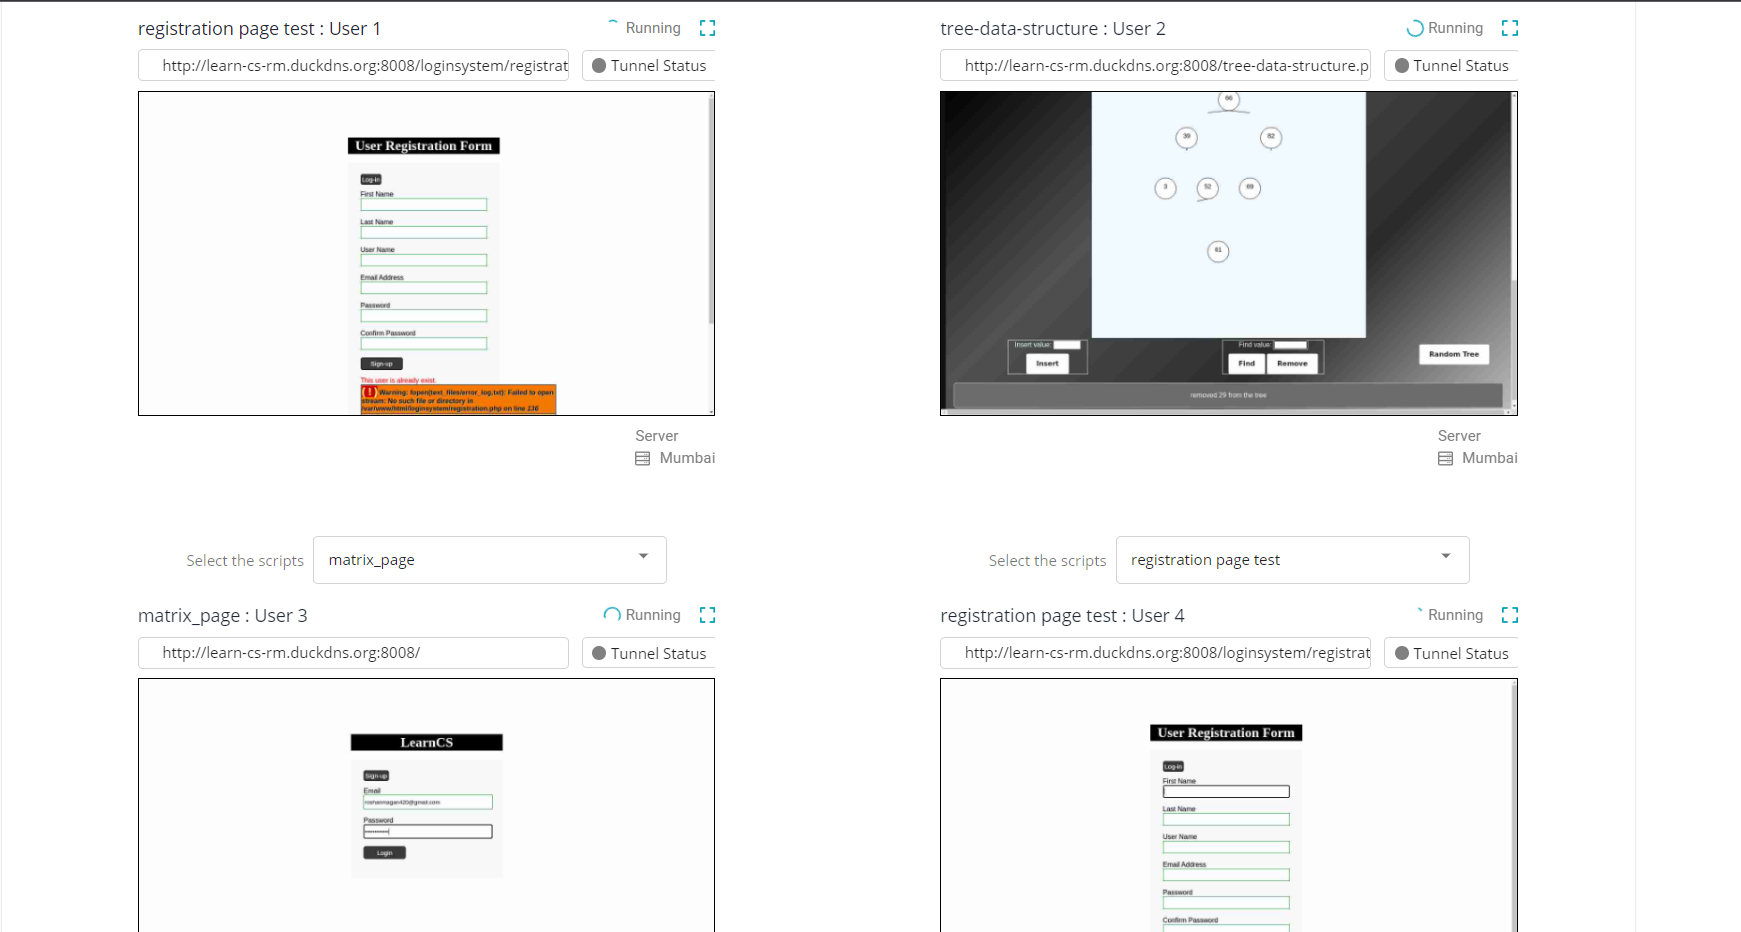 registration page test : User 1
Running
http://learn-cs-rm.duckdns.org:8008/loginsystem/registrat
Tunnel Status
User Registration Form
Log-in
First Name
Last Name
User Name
Email Address
Password
Confirm Password
Sign-up
This user is already exist.
(!) Warning: fopen(text_files/error_log.txt): Failed to open
stream: No such file or directory in
/var/www/html/loginsystem/registration.php on line 136
Server
Mumbai
tree-data-structure : User 2
Running
http://learn-cs-rm.duckdns.org:8008/tree-data-structure.p
Tunnel Status
66
39
82
3
52
69
61
Insert value:
Insert
Find value:
Find
Remove
Random Tree
removed 29 from the tree
Server
Mumbai
Select the scripts
matrix_page
Select the scripts
registration page test
matrix_page : User 3
Running
http://learn-cs-rm.duckdns.org:8008/
Tunnel Status
LearnCS
Sign-up
Email
Password
Login
registration page test : User 4
Running
http://learn-cs-rm.duckdns.org:8008/loginsystem/registrat
Tunnel Status
User Registration Form
Log-in
First Name
Last Name
User Name
Email Address
Password
Confirm Password